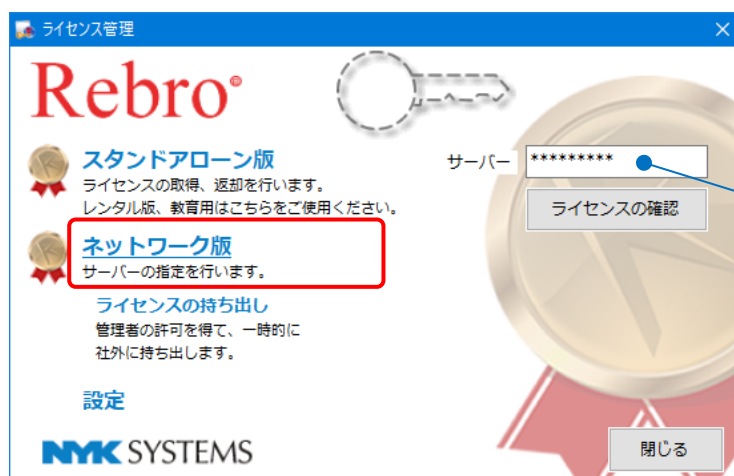 ライセンス管理
Rebro®
スタンドアローン版
ライセンスの取得、返却を行います。
レンタル版、教育用はこちらをご使用ください。
サーバー *********
ライセンスの確認
ネットワーク版
サーバーの指定を行います。
ライセンスの持ち出し
管理者の許可を得て、一時的に
社外に持ち出します。
設定
NYK SYSTEMS
閉じる